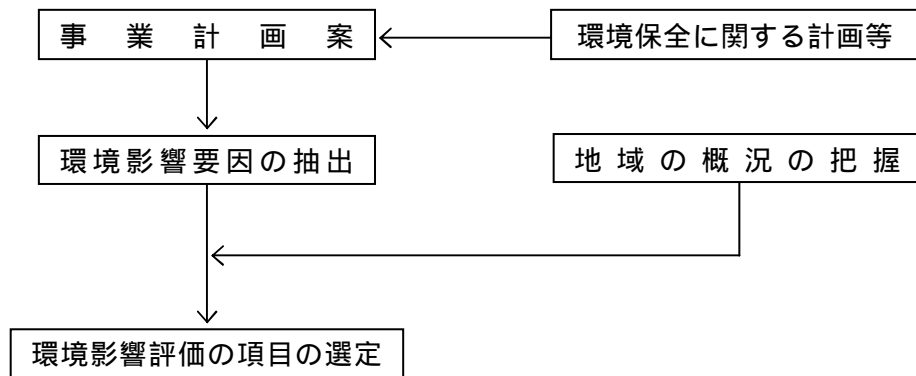 事業計画案
環境保全に関する計画等
環境影響要因の抽出
地域の概況の把握
環境影響評価の項目の選定